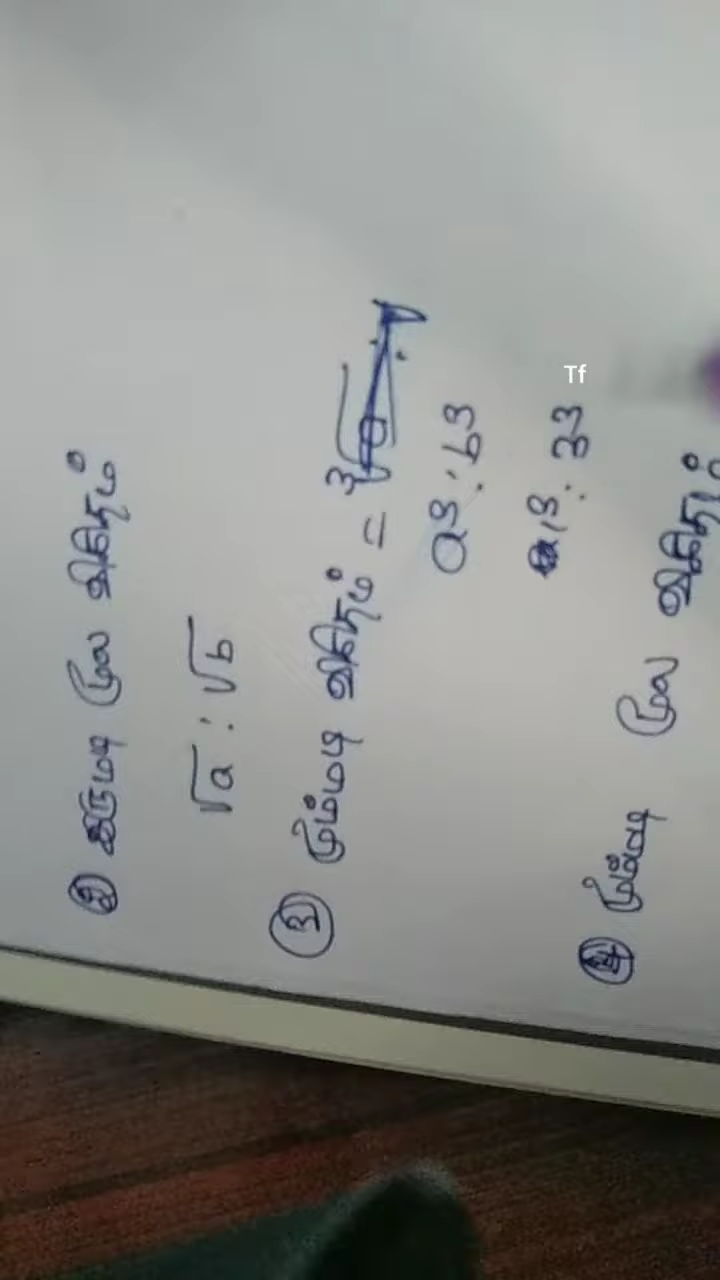 ② இருமடி மூல விகிதம்
√a : √b
③ மும்மடி விகிதம் =
a3 : b3
13 : 33
④ மும்மடி மூல விகிதம்
Tf